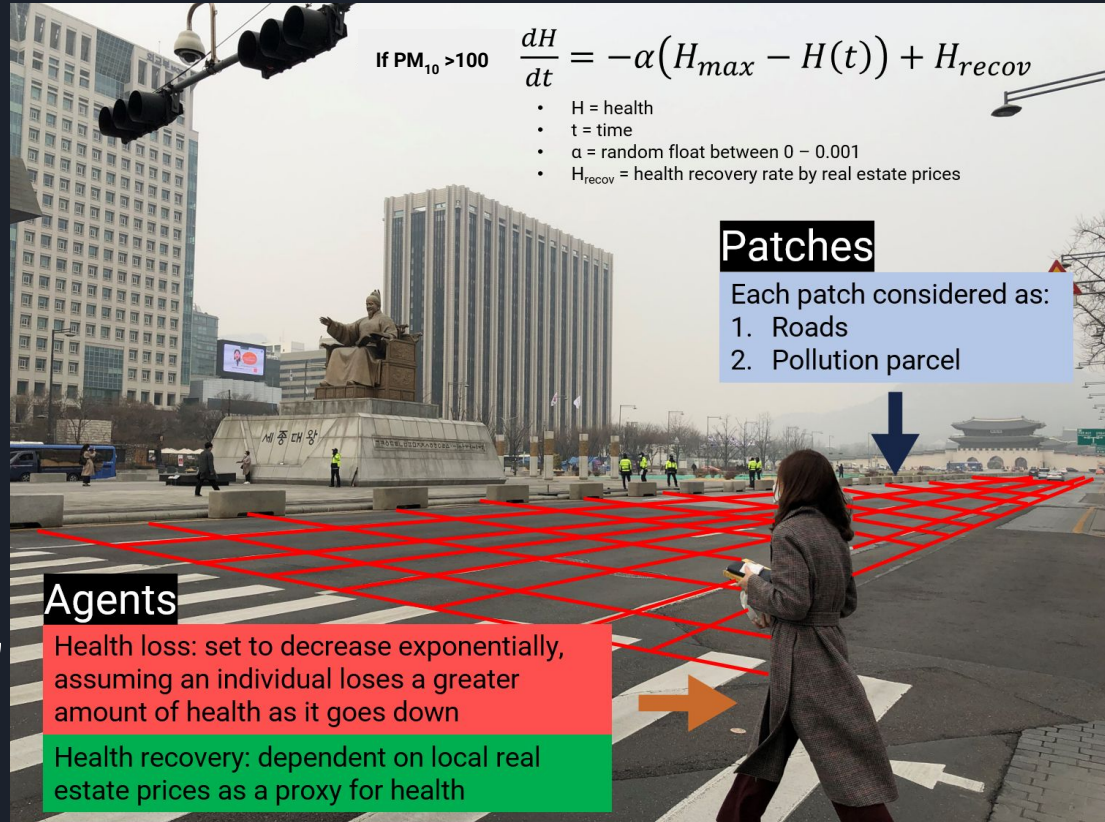 If PM₁₀ >100
dH/dt = −α(Hmax − H(t)) + Hrecov
• H = health
• t = time
• α = random float between 0 – 0.001
• Hrecov = health recovery rate by real estate prices
Patches
Each patch considered as:
1. Roads
2. Pollution parcel
세종대왕
Agents
Health loss: set to decrease exponentially,
assuming an individual loses a greater
amount of health as it goes down
Health recovery: dependent on local real
estate prices as a proxy for health